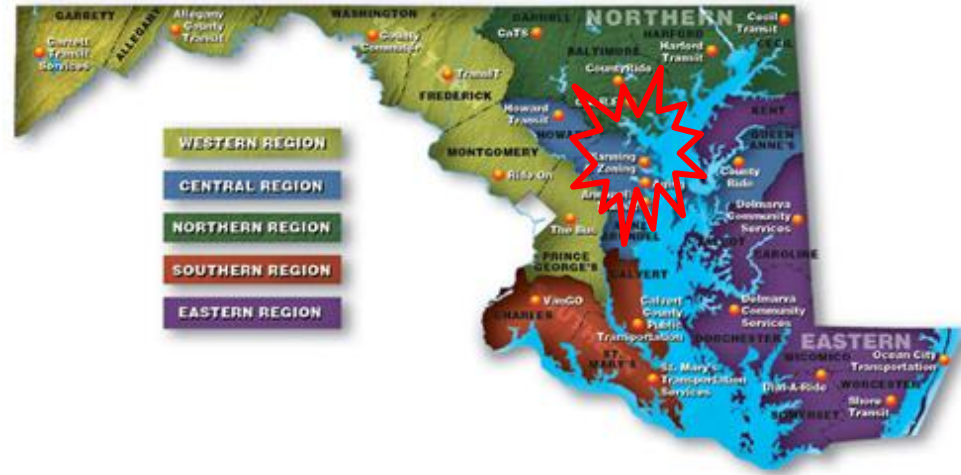 GARRETT
Garrett
Transit
Services
ALLEGANY
Allegany
County
Transit
WASHINGTON
County
Commuter
TransIT
FREDERICK
CARROLL
CaTS
NORTHERN
HARFORD
Harford
Transit
Cecil
Transit
CECIL
BALTIMORE
CountyRide
Howard
Transit
MONTGOMERY
Ride On
The Bus
PRINCE
GEORGE'S
Zoning
ARUNDEL
KENT
QUEEN
ANNE'S
County
Ride
Delmarva
Community
Services
CAROLINE
WESTERN REGION
CENTRAL REGION
NORTHERN REGION
SOUTHERN REGION
EASTERN REGION
CALVERT
VanGO
CHARLES
Calvert
County
Public
Transportation
ST.
MARY'S
St. Mary's
Transportation
Services
Delmarva
Community
Services
DORCHESTER
EASTERN
WICOMICO
Ocean City
Transportation
Dial-A-Ride
WORCESTER
Shore
Transit
SOMERSET